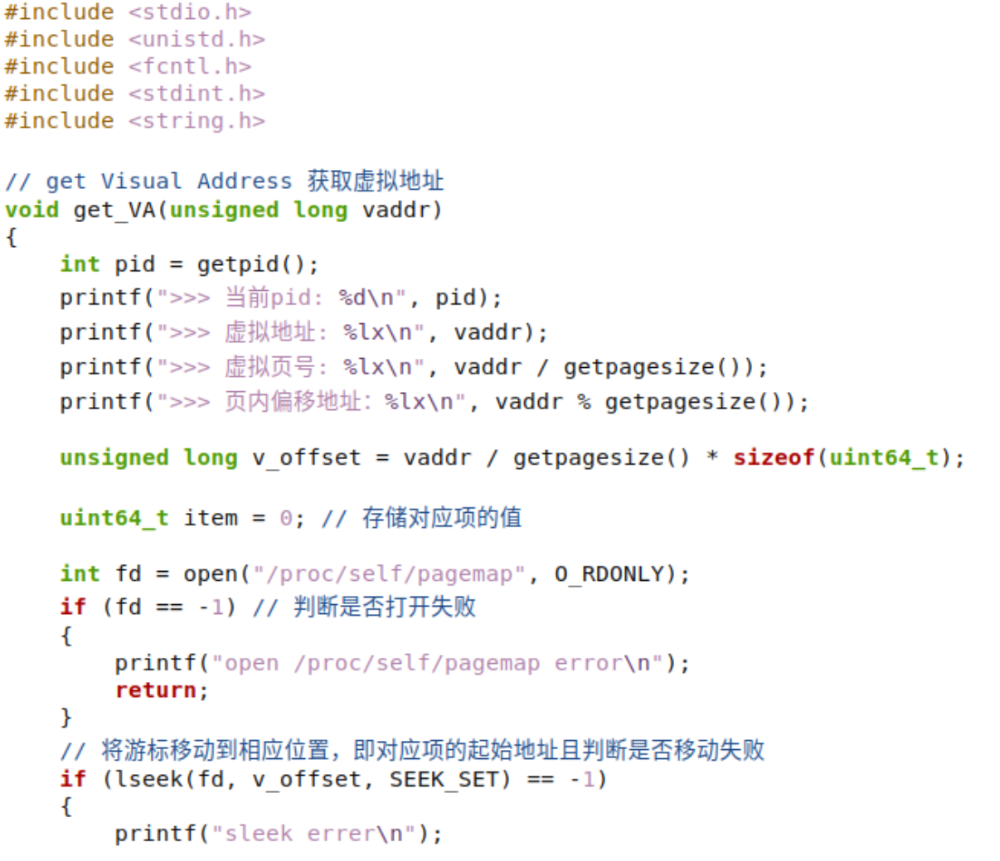 #include <stdio.h>
#include <unistd.h>
#include <fcntl.h>
#include <stdint.h>
#include <string.h>
// get Visual Address 获取虚拟地址
void get_VA(unsigned long vaddr)
{
    int pid = getpid();
    printf(">>> 当前pid: %d\n", pid);
    printf(">>> 虚拟地址: %lx\n", vaddr);
    printf(">>> 虚拟页号: %lx\n", vaddr / getpagesize());
    printf(">>> 页内偏移地址：%lx\n", vaddr % getpagesize());
    unsigned long v_offset = vaddr / getpagesize() * sizeof(uint64_t);
    uint64_t item = 0; // 存储对应项的值
    int fd = open("/proc/self/pagemap", O_RDONLY);
    if (fd == -1) // 判断是否打开失败
    {
        printf("open /proc/self/pagemap error\n");
        return;
    }
    // 将游标移动到相应位置，即对应项的起始地址且判断是否移动失败
    if (lseek(fd, v_offset, SEEK_SET) == -1)
    {
        printf("sleek errer\n");